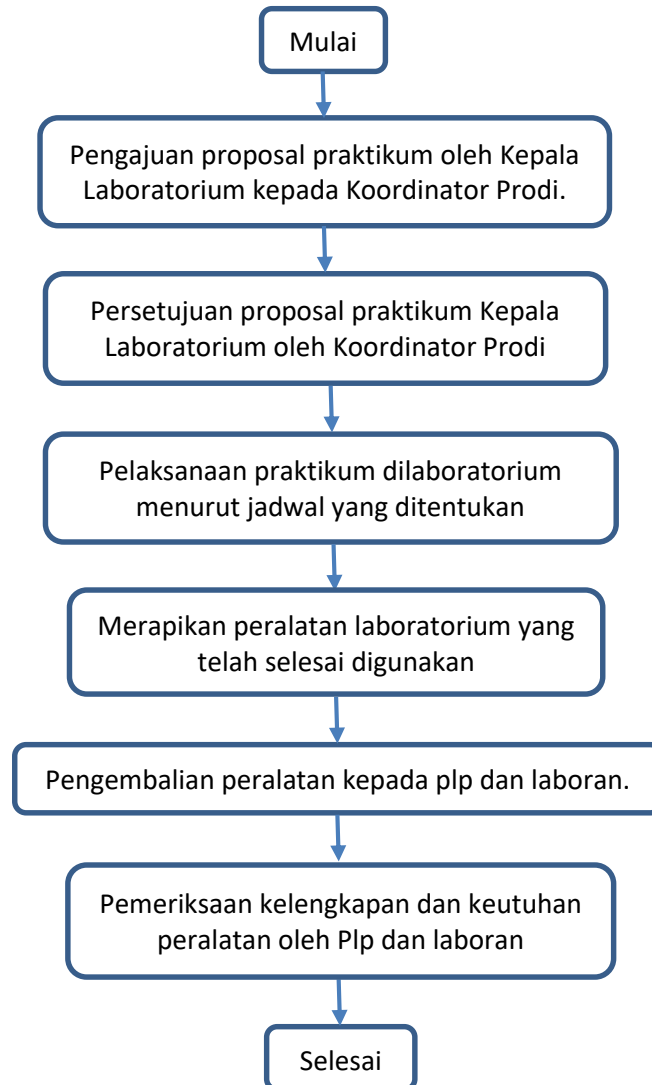 Mulai
Pengajuan proposal praktikum oleh Kepala
Laboratorium kepada Koordinator Prodi.
Persetujuan proposal praktikum Kepala
Laboratorium oleh Koordinator Prodi
Pelaksanaan praktikum dilaboratorium
menurut jadwal yang ditentukan
Merapikan peralatan laboratorium yang
telah selesai digunakan
Pengembalian peralatan kepada plp dan laboran.
Pemeriksaan kelengkapan dan keutuhan
peralatan oleh Plp dan laboran
Selesai